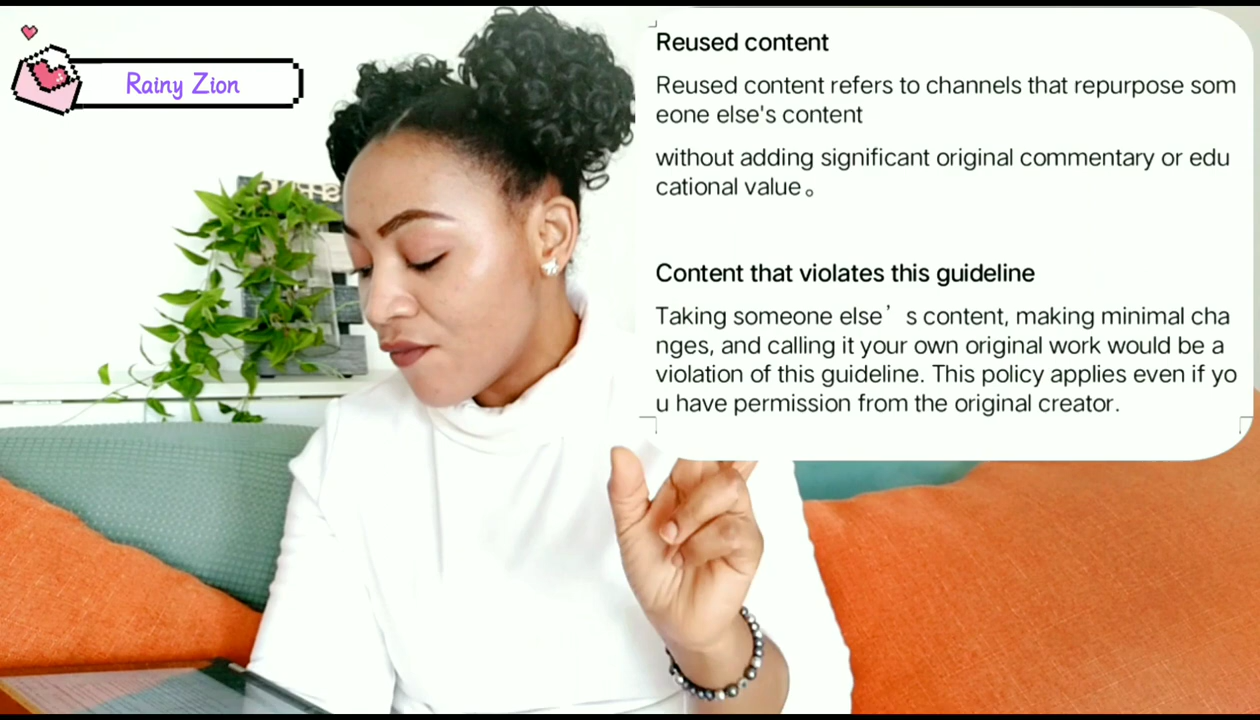 Rainy Zion
Reused content
Reused content refers to channels that repurpose som
eone else's content
without adding significant original commentary or edu
cational value。
Content that violates this guideline
Taking someone else’ s content, making minimal cha
nges, and calling it your own original work would be a
violation of this guideline. This policy applies even if yo
u have permission from the original creator.